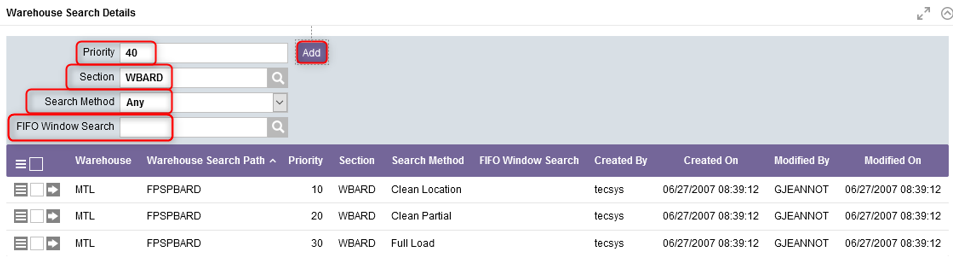 Warehouse Search Details
Priority 40 Add
Section WBARD
Search Method Any
FIFO Window Search
Warehouse Warehouse Search Path Priority Section Search Method FIFO Window Search Created By Created On Modified By Modified On
MTL FPSPBARD 10 WBARD Clean Location tecsys 06/27/2007 08:39:12 GJEANNOT 06/27/2007 08:39:12
MTL FPSPBARD 20 WBARD Clean Partial tecsys 06/27/2007 08:39:12 GJEANNOT 06/27/2007 08:39:12
MTL FPSPBARD 30 WBARD Full Load tecsys 06/27/2007 08:39:12 GJEANNOT 06/27/2007 08:39:12